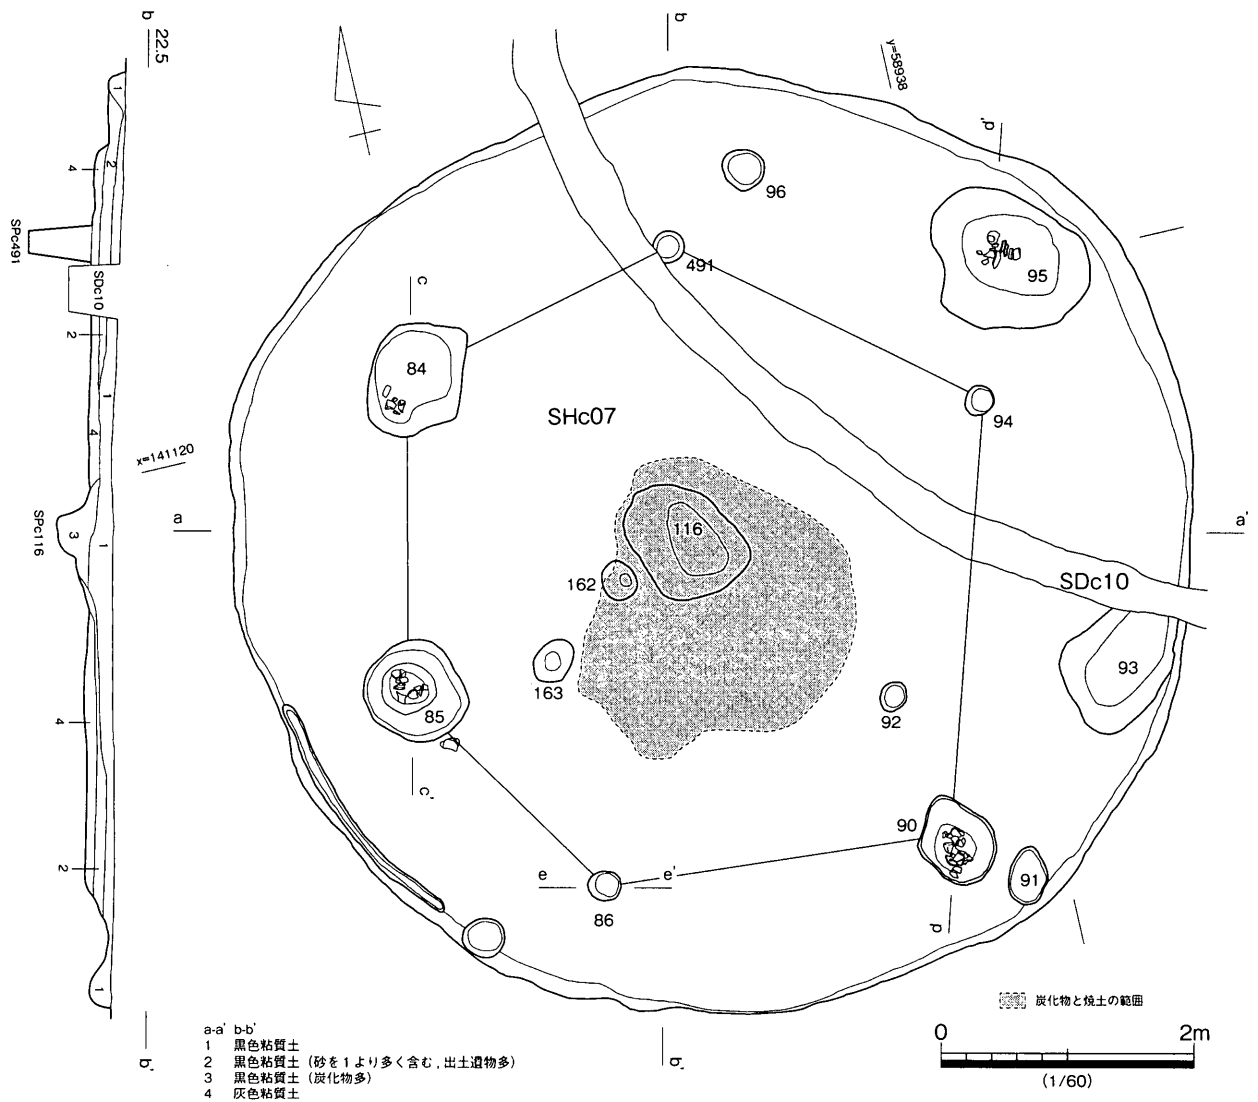 b
22.5
1
2
4
SPc491
SDc10
2
1
4
x=141120
SPc116
3
1
4
2
1
b'
b
y=58938
d'
96
491
95
c
84
94
SHc07
a
a'
116
162
SDc10
163
93
85
92
c'
90
91
e
e'
86
d
b'
炭化物と焼土の範囲
0
2m
(1/60)
a-a' b-b'
1 黒色粘質土
2 黒色粘質土 (砂を1より多く含む, 出土遺物多)
3 黒色粘質土 (炭化物多)
4 灰色粘質土